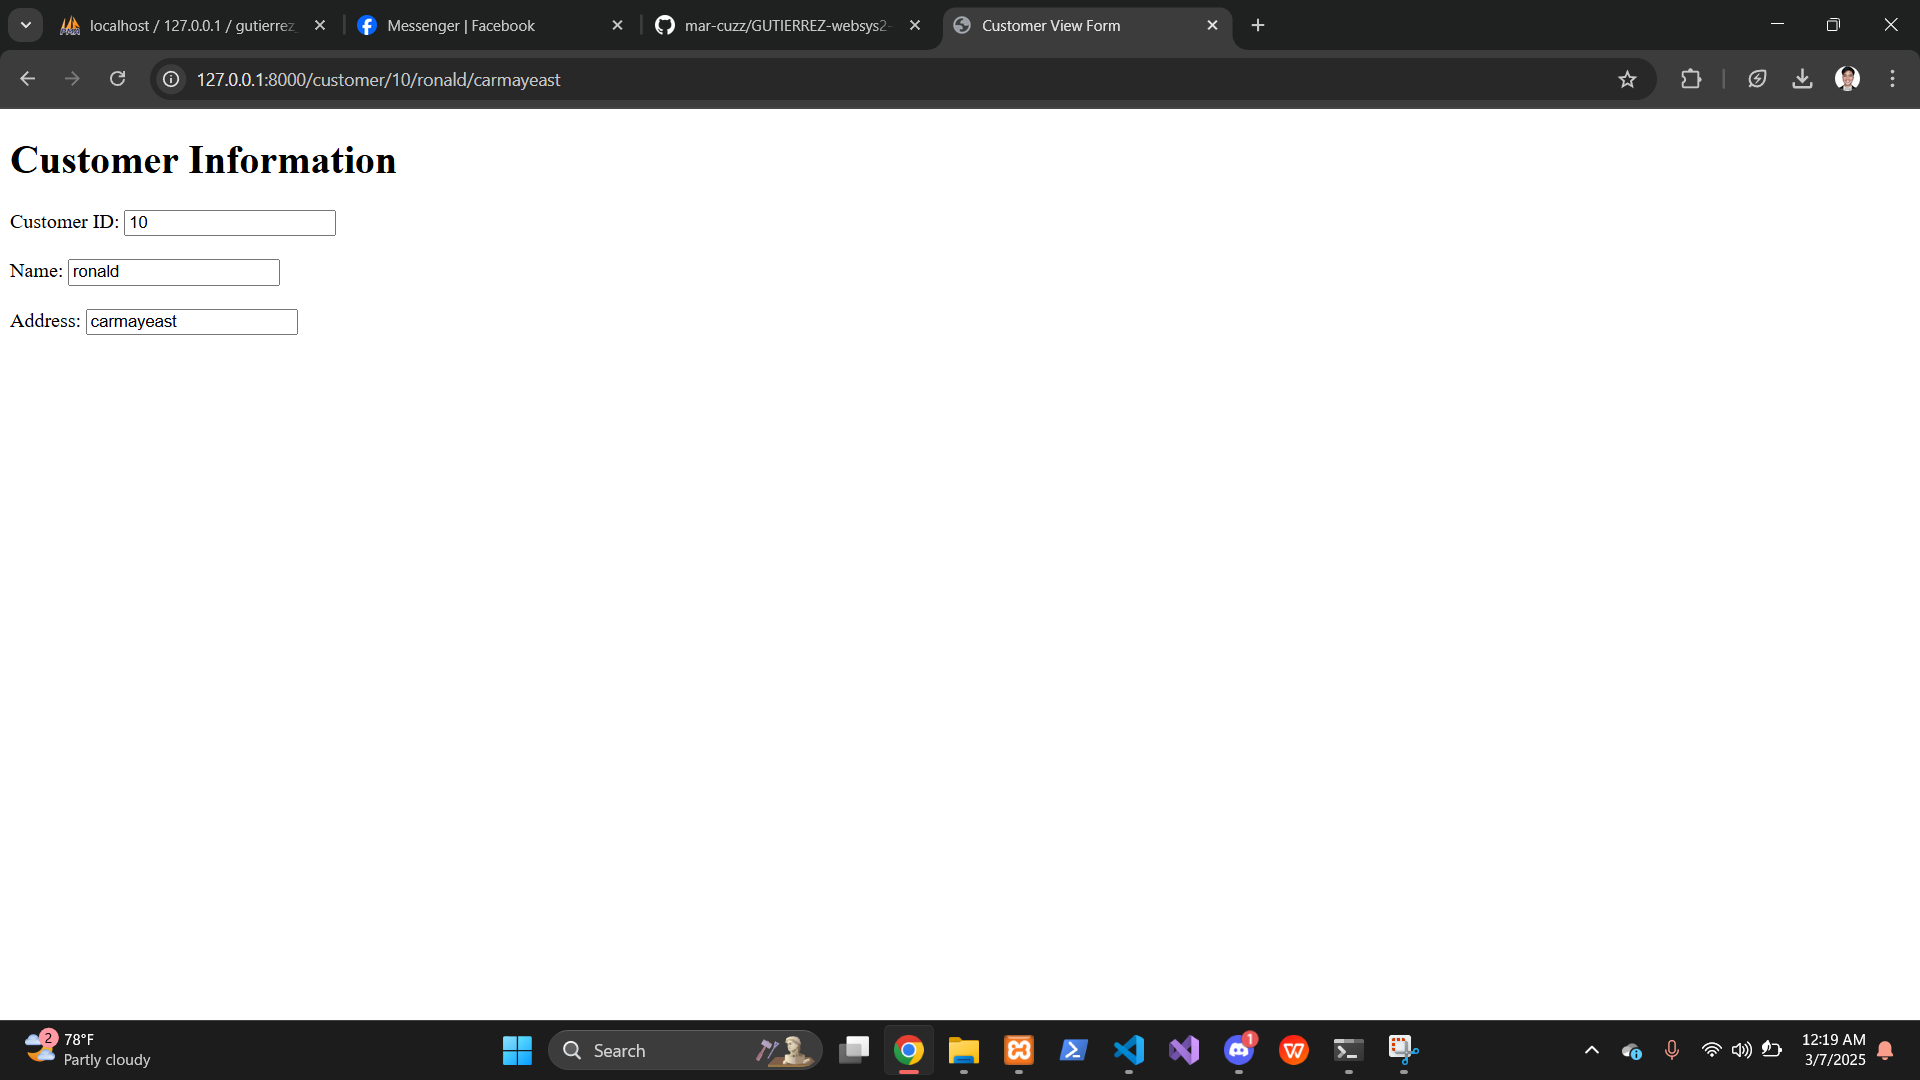 localhost / 127.0.0.1 / gutierrez_
Messenger | Facebook
mar-cuzz/GUTIERREZ-websys2-
Customer View Form
127.0.0.1:8000/customer/10/ronald/carmayeast
Customer Information
Customer ID: 10
Name: ronald
Address: carmayeast
2
78°F
Partly cloudy
Search
1
12:19 AM
3/7/2025